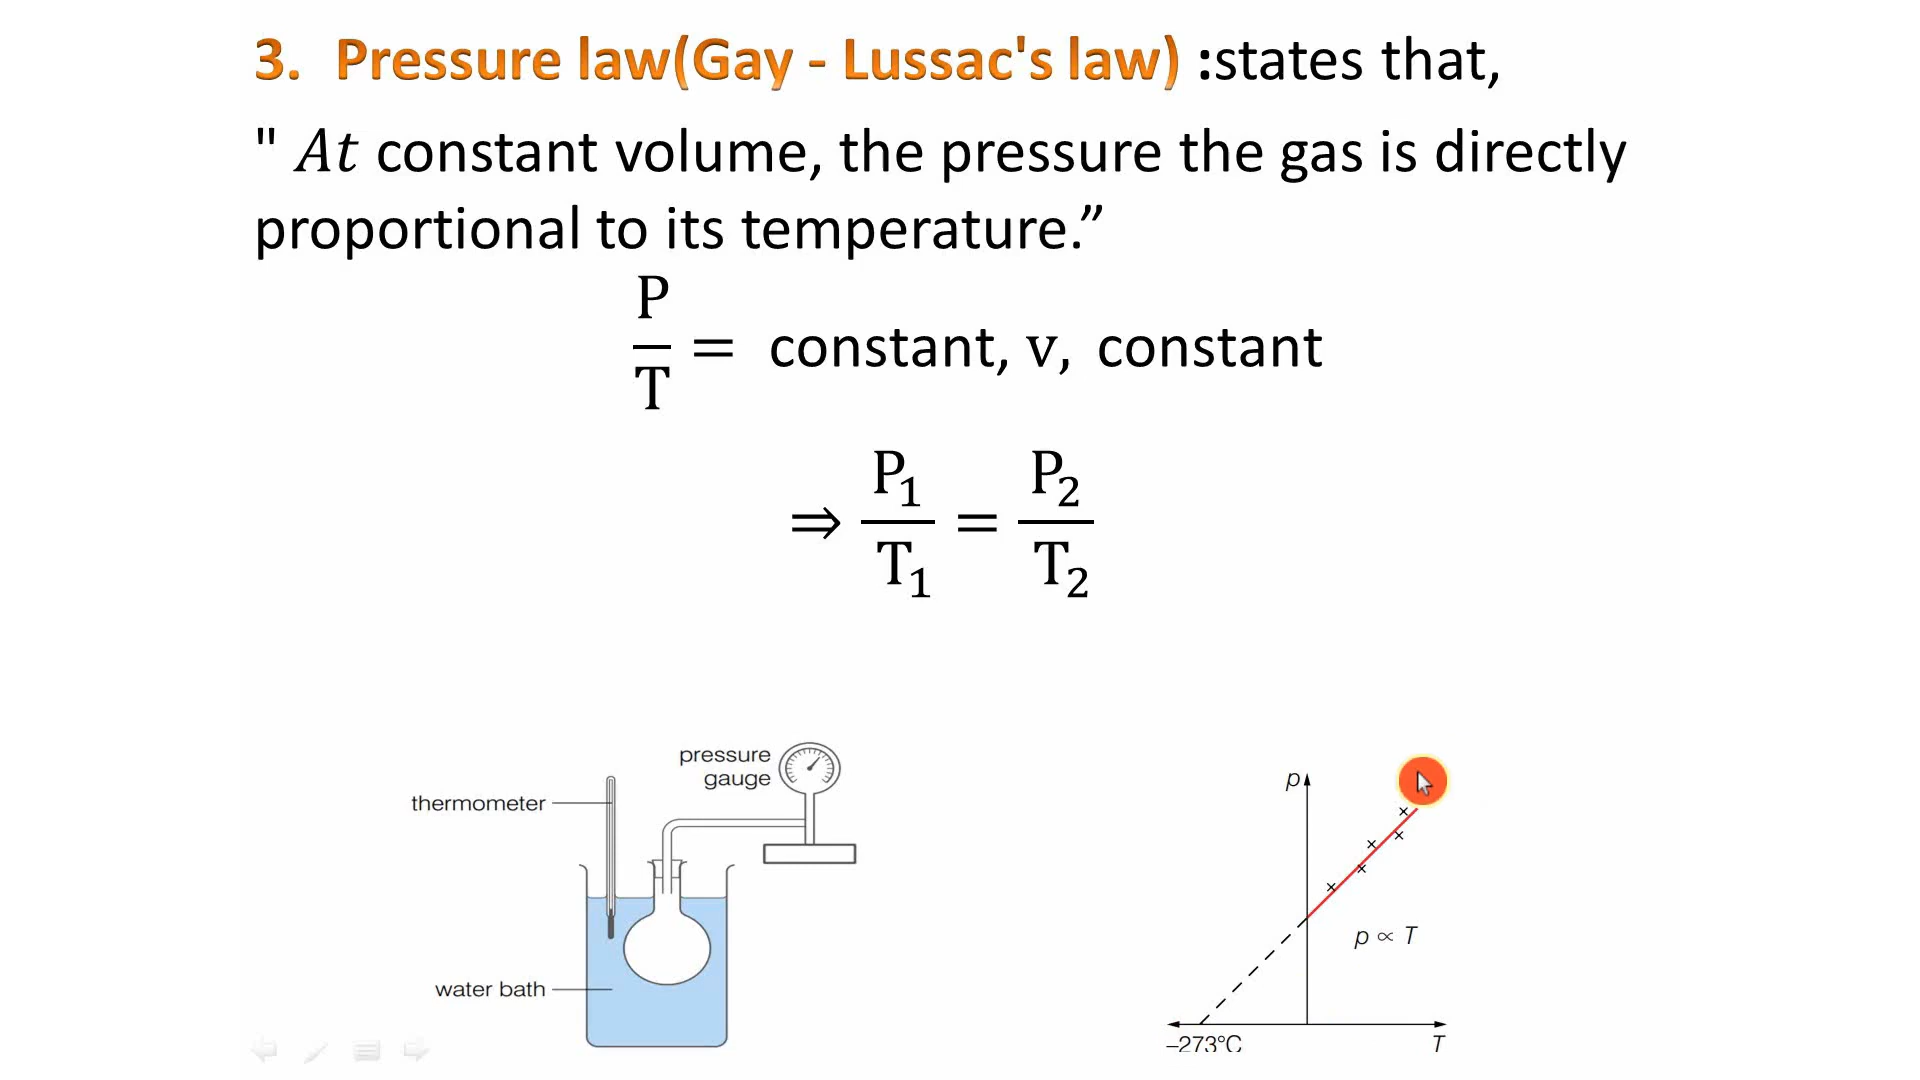 3. Pressure law(Gay - Lussac's law) :states that,
" At constant volume, the pressure the gas is directly
proportional to its temperature.”
P/T = constant, v, constant
⇒ P₁/T₁ = P₂/T₂
pressure
gauge
thermometer
water bath
p
p ∝ T
–273°C
T